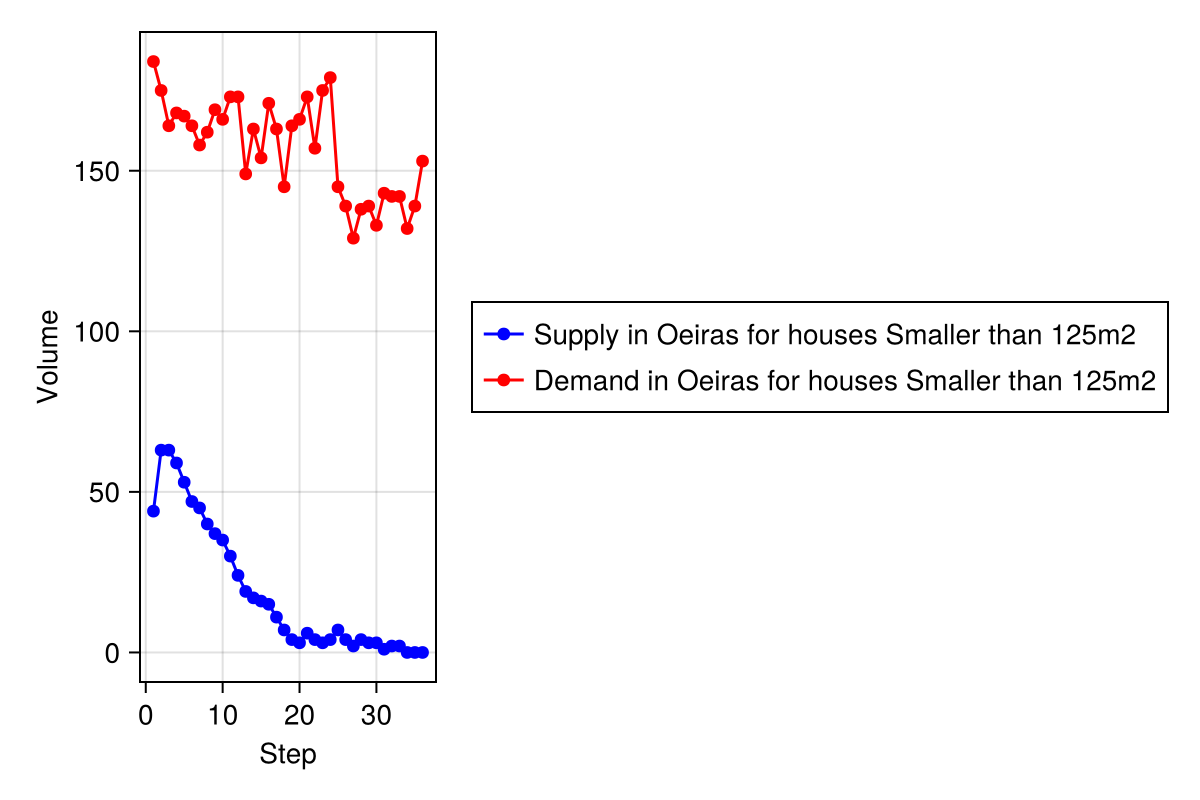 Volume
150
100
50
0
0 10 20 30
Step
Supply in Oeiras for houses Smaller than 125m2
Demand in Oeiras for houses Smaller than 125m2